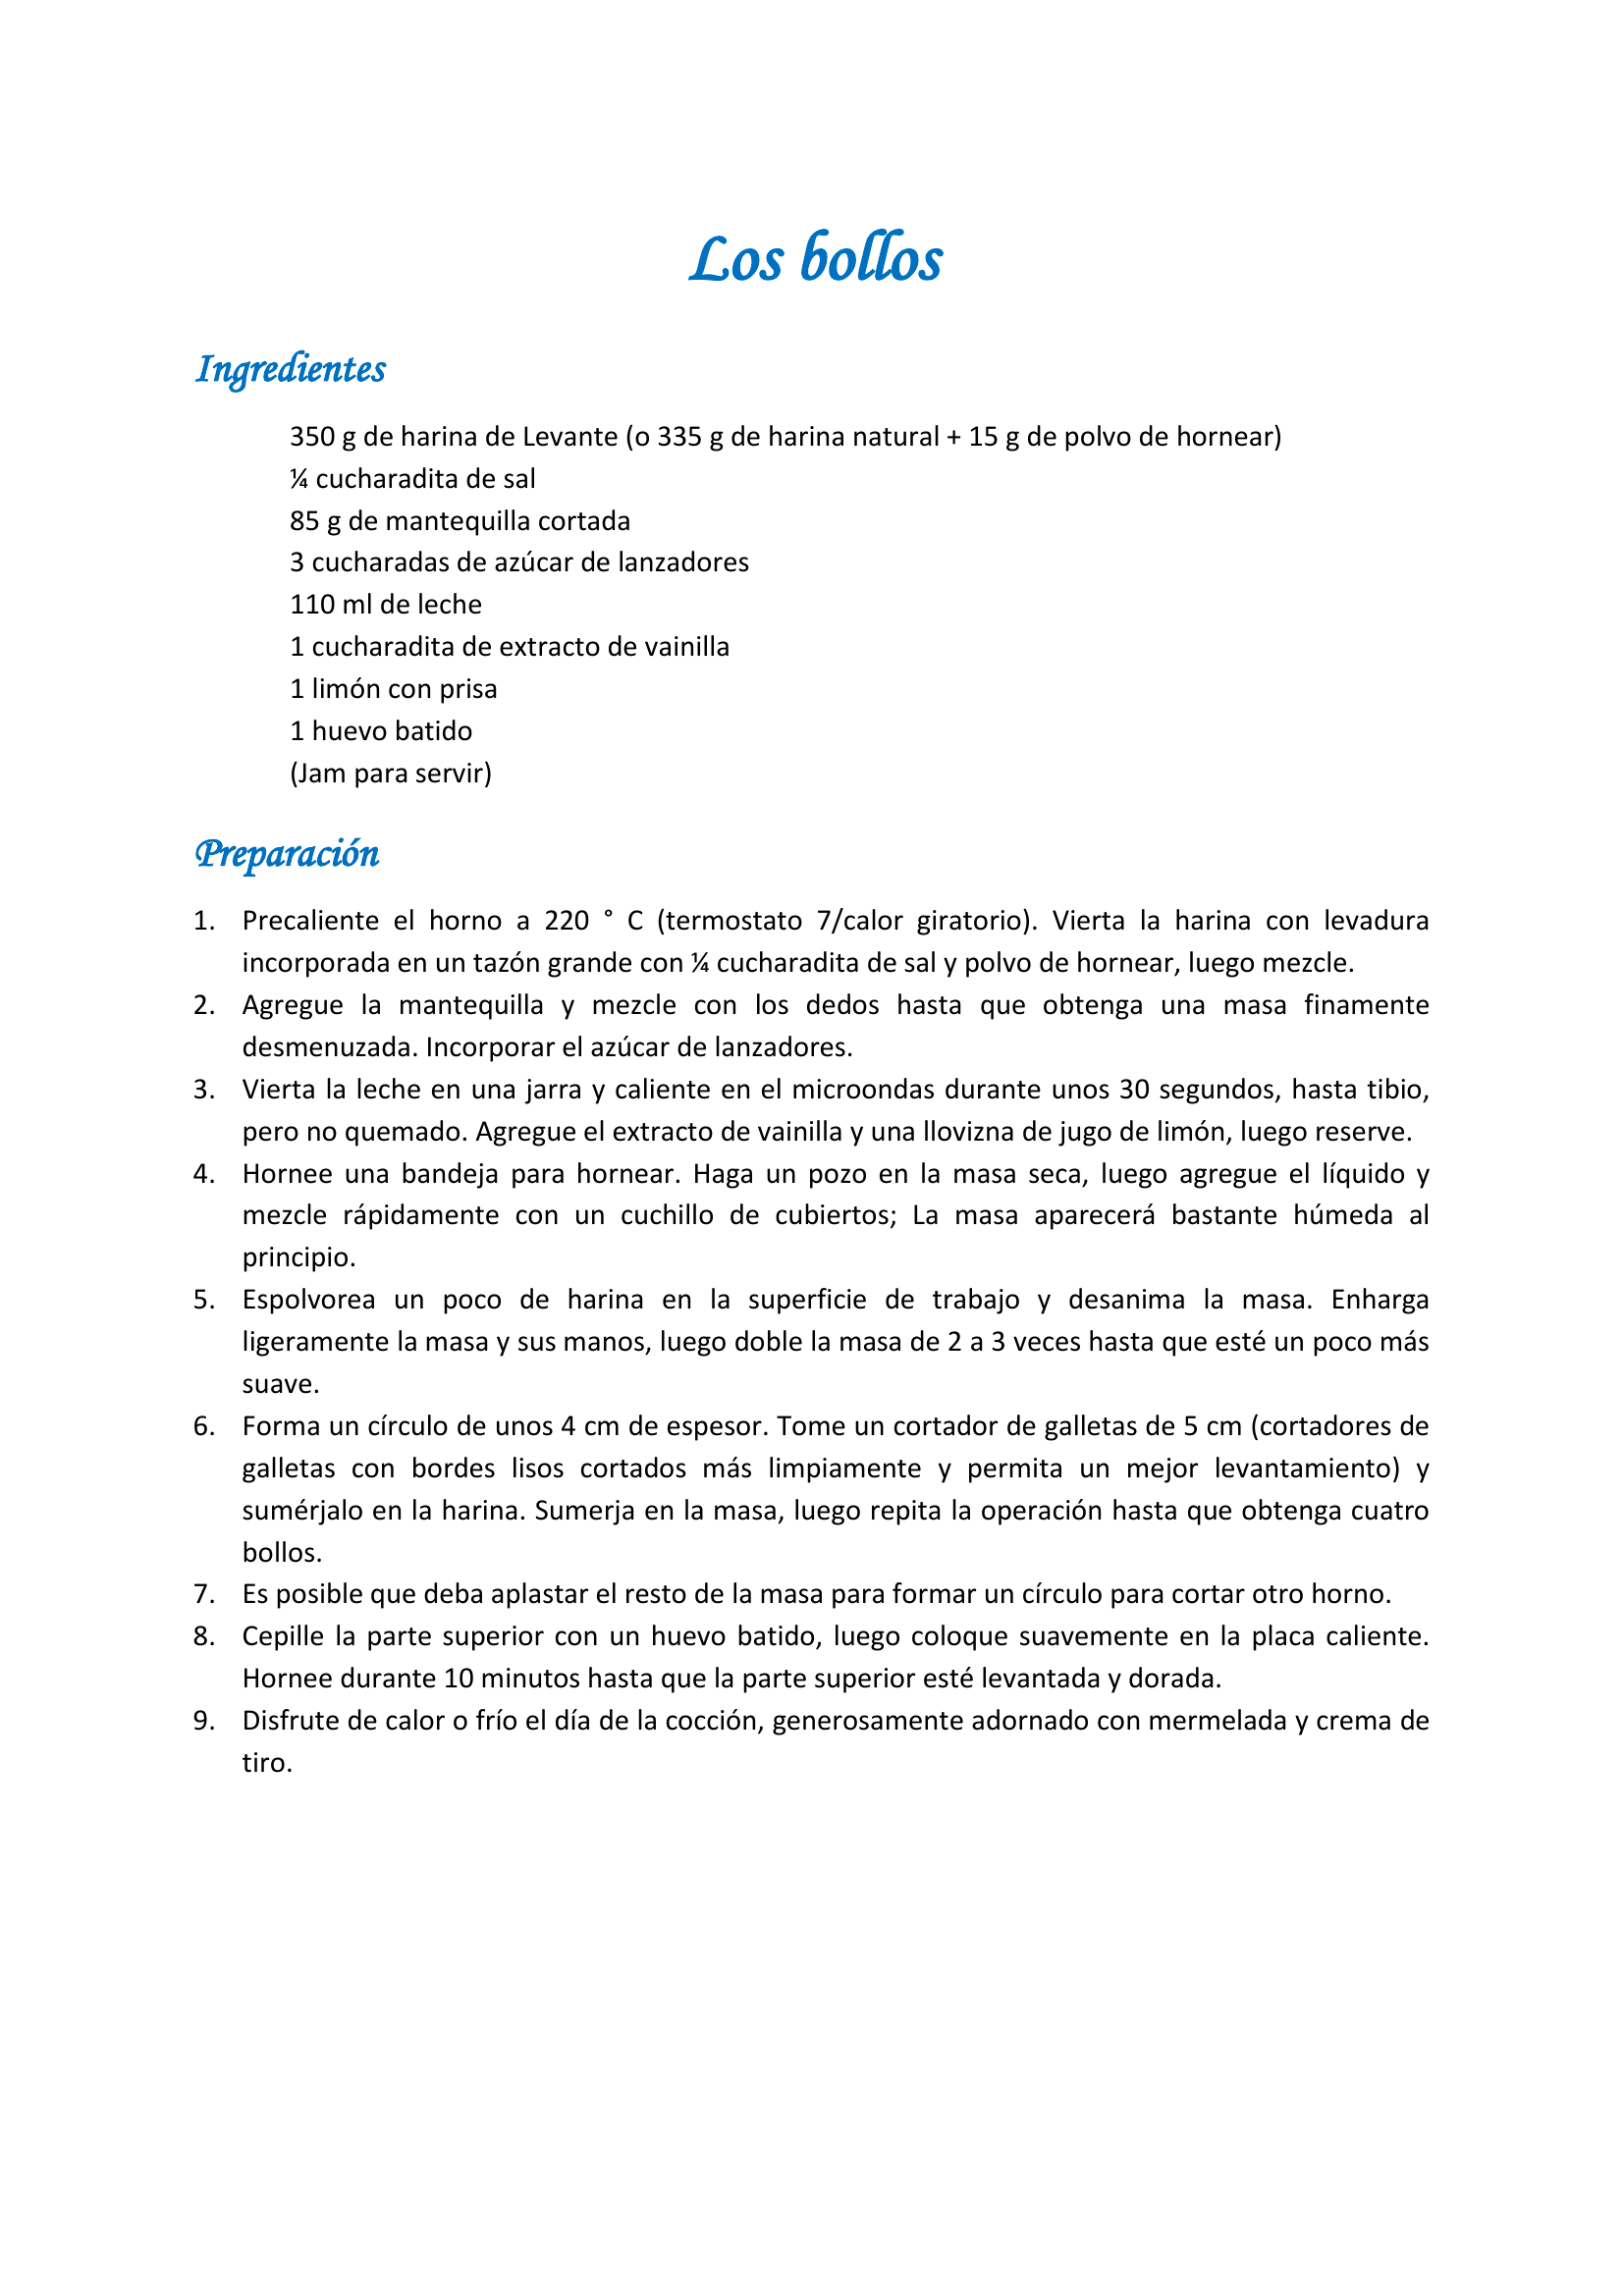 Los bollos
Ingredientes
350 g de harina de Levante (o 335 g de harina natural + 15 g de polvo de hornear)
¼ cucharadita de sal
85 g de mantequilla cortada
3 cucharadas de azúcar de lanzadores
110 ml de leche
1 cucharadita de extracto de vainilla
1 limón con prisa
1 huevo batido
(Jam para servir)
Preparación
1. Precaliente el horno a 220 ° C (termostato 7/calor giratorio). Vierta la harina con levadura
incorporada en un tazón grande con ¼ cucharadita de sal y polvo de hornear, luego mezcle.
2. Agregue la mantequilla y mezcle con los dedos hasta que obtenga una masa finamente
desmenuzada. Incorporar el azúcar de lanzadores.
3. Vierta la leche en una jarra y caliente en el microondas durante unos 30 segundos, hasta tibio,
pero no quemado. Agregue el extracto de vainilla y una llovizna de jugo de limón, luego reserve.
4. Hornee una bandeja para hornear. Haga un pozo en la masa seca, luego agregue el líquido y
mezcle rápidamente con un cuchillo de cubiertos; La masa aparecerá bastante húmeda al
principio.
5. Espolvorea un poco de harina en la superficie de trabajo y desanima la masa. Enharga
ligeramente la masa y sus manos, luego doble la masa de 2 a 3 veces hasta que esté un poco más
suave.
6. Forma un círculo de unos 4 cm de espesor. Tome un cortador de galletas de 5 cm (cortadores de
galletas con bordes lisos cortados más limpiamente y permita un mejor levantamiento) y
sumérjalo en la harina. Sumerja en la masa, luego repita la operación hasta que obtenga cuatro
bollos.
7. Es posible que deba aplastar el resto de la masa para formar un círculo para cortar otro horno.
8. Cepille la parte superior con un huevo batido, luego coloque suavemente en la placa caliente.
Hornee durante 10 minutos hasta que la parte superior esté levantada y dorada.
9. Disfrute de calor o frío el día de la cocción, generosamente adornado con mermelada y crema de
tiro.